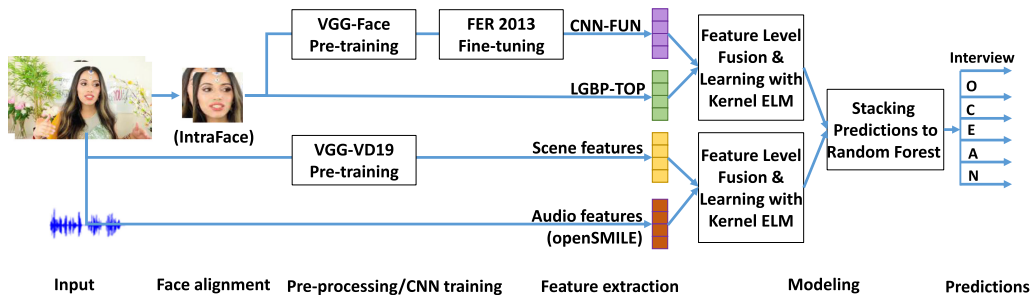 VGG-Face
Pre-training
FER 2013
Fine-tuning
CNN-FUN
LGBP-TOP
(IntraFace)
VGG-VD19
Pre-training
Scene features
Audio features
(openSMILE)
Feature Level
Fusion &
Learning with
Kernel ELM
Feature Level
Fusion &
Learning with
Kernel ELM
Stacking
Predictions to
Random Forest
Interview
O
C
E
A
N
Input
Face alignment
Pre-processing/CNN training
Feature extraction
Modeling
Predictions